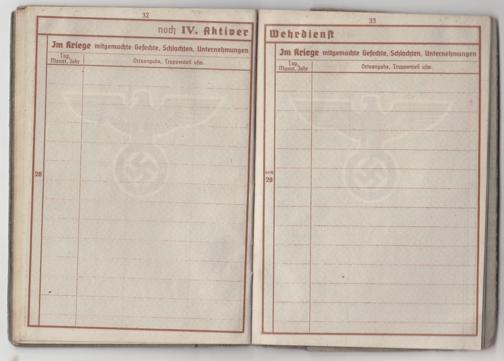 32
noch IV. Aktiver
Im Kriege mitgemachte Gefechte, Schlachten, Unternehmungen
Tag, Monat, Jahr
Ortsangabe, Truppenteil usw.
28
33
Wehrdienst
Im Kriege mitgemachte Gefechte, Schlachten, Unternehmungen
Tag, Monat, Jahr
Ortsangabe, Truppenteil usw.
noch
28